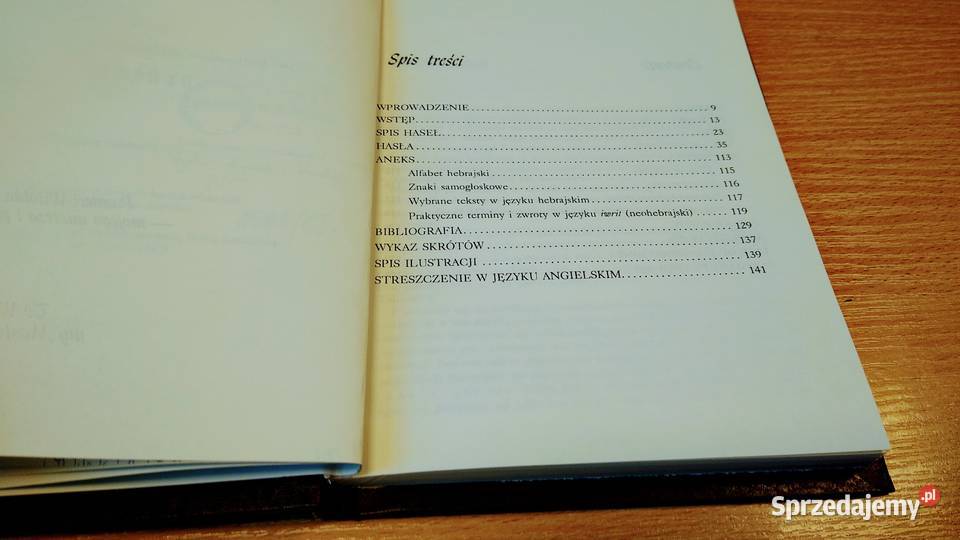 Spis treści
WPROWADZENIE 9
WSTĘP 13
SPIS HASEŁ 23
HASŁA 35
ANEKS 113
Alfabet hebrajski 115
Znaki samogłoskowe 116
Wybrane teksty w języku hebrajskim 117
Praktyczne terminy i zwroty w języku iwrit (neohebrajski) 119
BIBLIOGRAFIA 129
WYKAZ SKRÓTÓW 137
SPIS ILUSTRACJI 139
STRESZCZENIE W JĘZYKU ANGIELSKIM 141
Sprzedajemy.pl